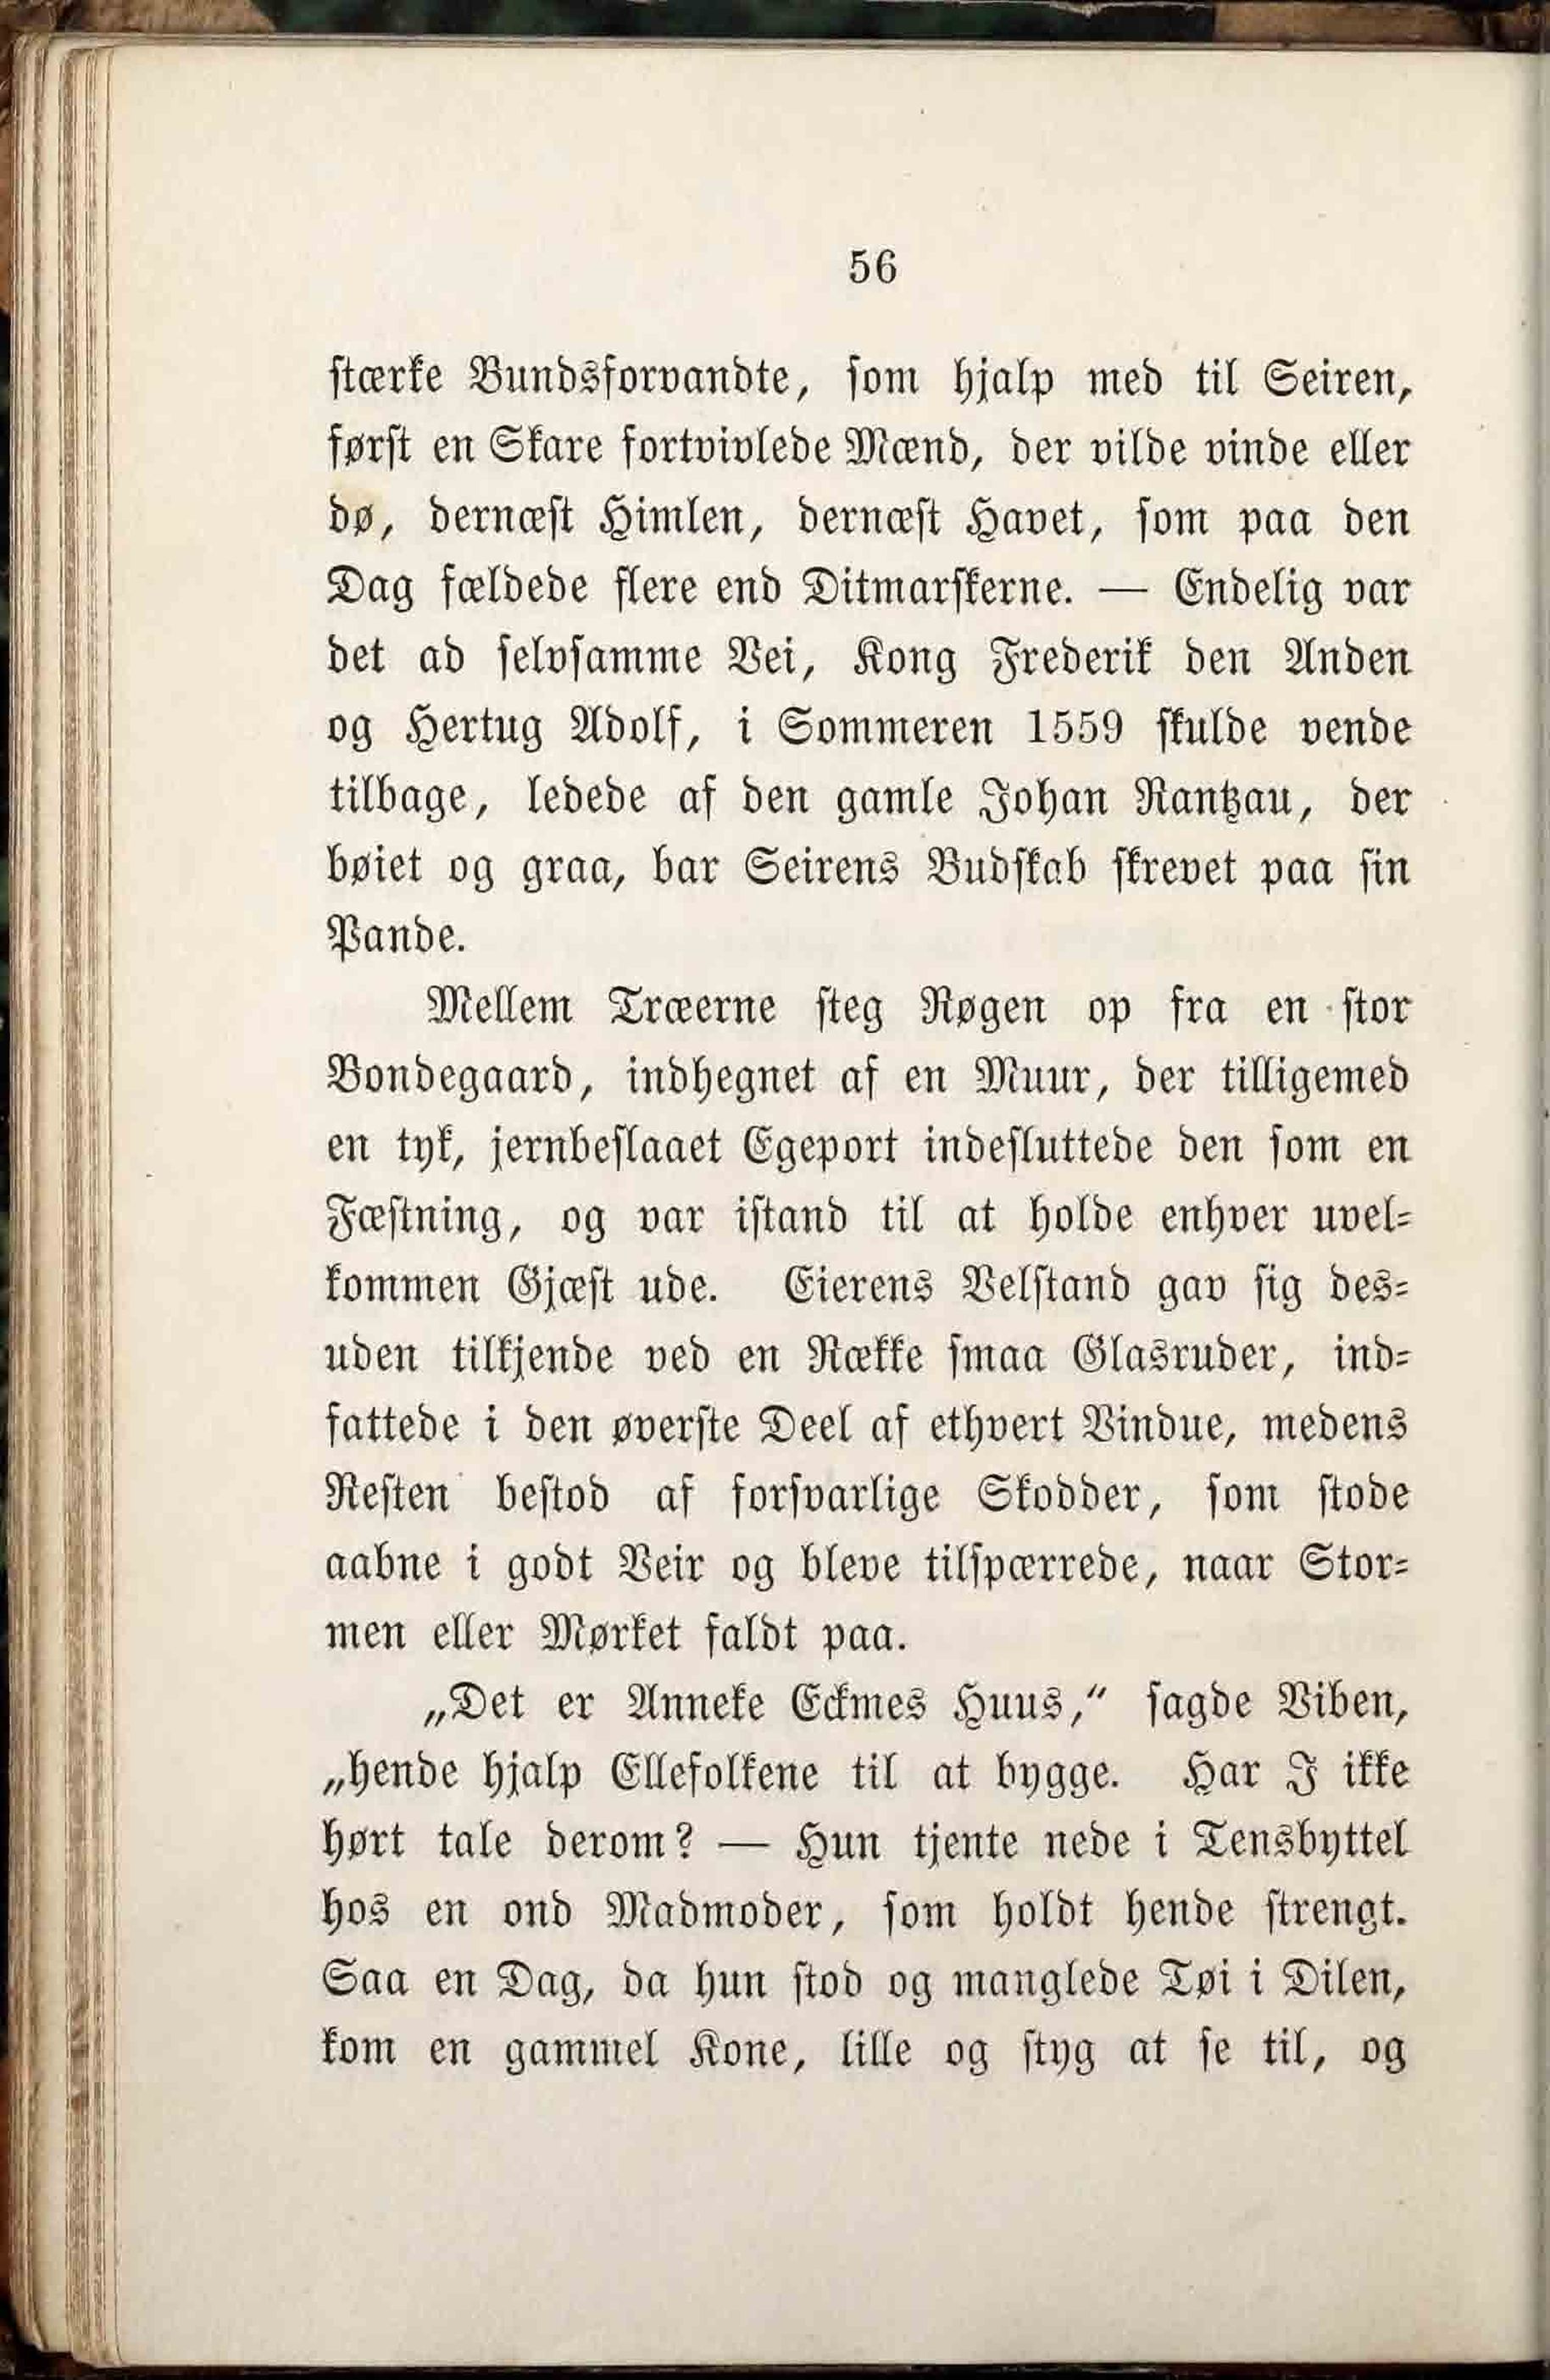 56
stærke Bundsforvandte, som hjalp med til Seiren,
først en Skare fortvivlede Mænd, der vilde vinde eller
dø, dernæst Himlen, dernæst Havet, som paa den
Dag fældede flere end Ditmarskerne. — Endelig var
det ad selvsamme Vei, Kong Frederik den Anden
og Hertug Adolf, i Sommeren 1559 skulde vende
tilbage, ledede af den gamle Johan Rantzau, der
bøiet og graa, bar Seirens Budskab skrevet paa sin
Pande.
Mellem Træerne steg Røgen op fra en stor
Bondegaard, indhegnet af en Muur, der tilligemed
en tyk, jernbeslaaet Egeport indesluttede den som en
Fæstning, og var istand til at holde enhver uvel=
kommen Gjæst ude. Eierens Velstand gav sig des=
uden tilkjende ved en Række smaa Glasruder, ind=
fattede i den øverste Deel af ethvert Vindue, medens
Resten bestod af forsvarlige Skodder, som stode
aabne i godt Veir og bleve tilspærrede, naar Stor=
men eller Mørket faldt paa.
„Det er Anneke Eckmes Huus,“ sagde Viben,
„hende hjalp Ellefolkene til at bygge. Har I ikke
hørt tale derom? — Hun tjente nede i Tensbyttel
hos en ond Madmoder, som holdt hende strengt.
Saa en Dag, da hun stod og manglede Tøi i Dilen,
kom en gammel Kone, lille og styg at se til, og